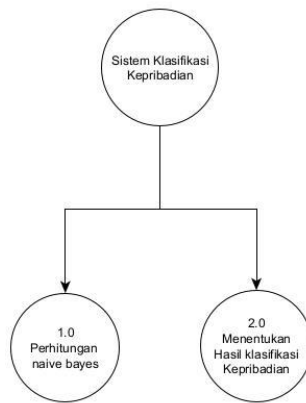 Sistem Klasifikasi
Kepribadian
1.0
Perhitungan
naive bayes
2.0
Menentukan
Hasil klasifikasi
Kepribadian